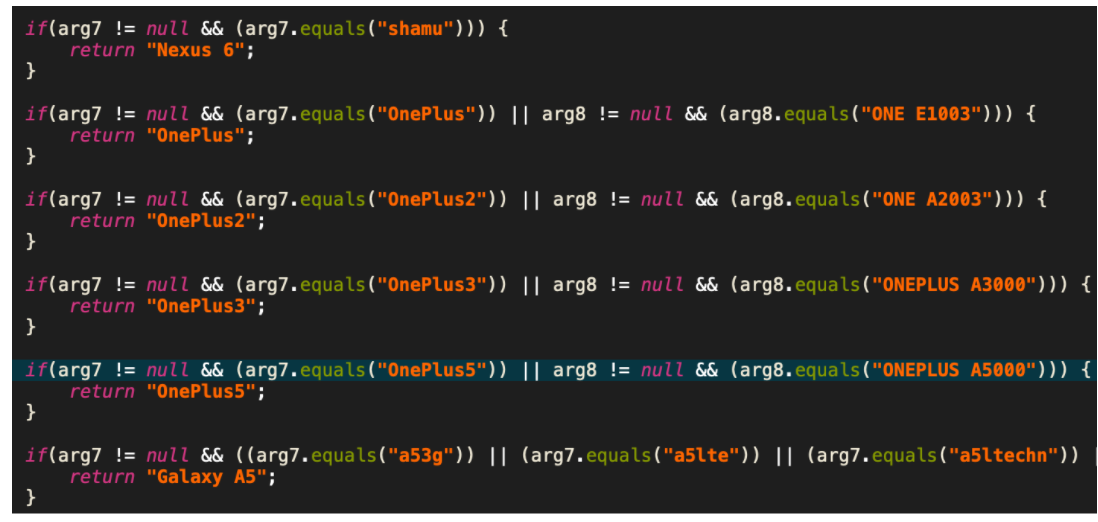 if(arg7 != null && (arg7.equals("shamu"))) {
    return "Nexus 6";
}

if(arg7 != null && (arg7.equals("OnePlus")) || arg8 != null && (arg8.equals("ONE E1003"))) {
    return "OnePlus";
}

if(arg7 != null && (arg7.equals("OnePlus2")) || arg8 != null && (arg8.equals("ONE A2003"))) {
    return "OnePlus2";
}

if(arg7 != null && (arg7.equals("OnePlus3")) || arg8 != null && (arg8.equals("ONEPLUS A3000"))) {
    return "OnePlus3";
}

if(arg7 != null && (arg7.equals("OnePlus5")) || arg8 != null && (arg8.equals("ONEPLUS A5000"))) {
    return "OnePlus5";
}

if(arg7 != null && ((arg7.equals("a53g")) || (arg7.equals("a5lte")) || (arg7.equals("a5ltechn")) |
    return "Galaxy A5";
}